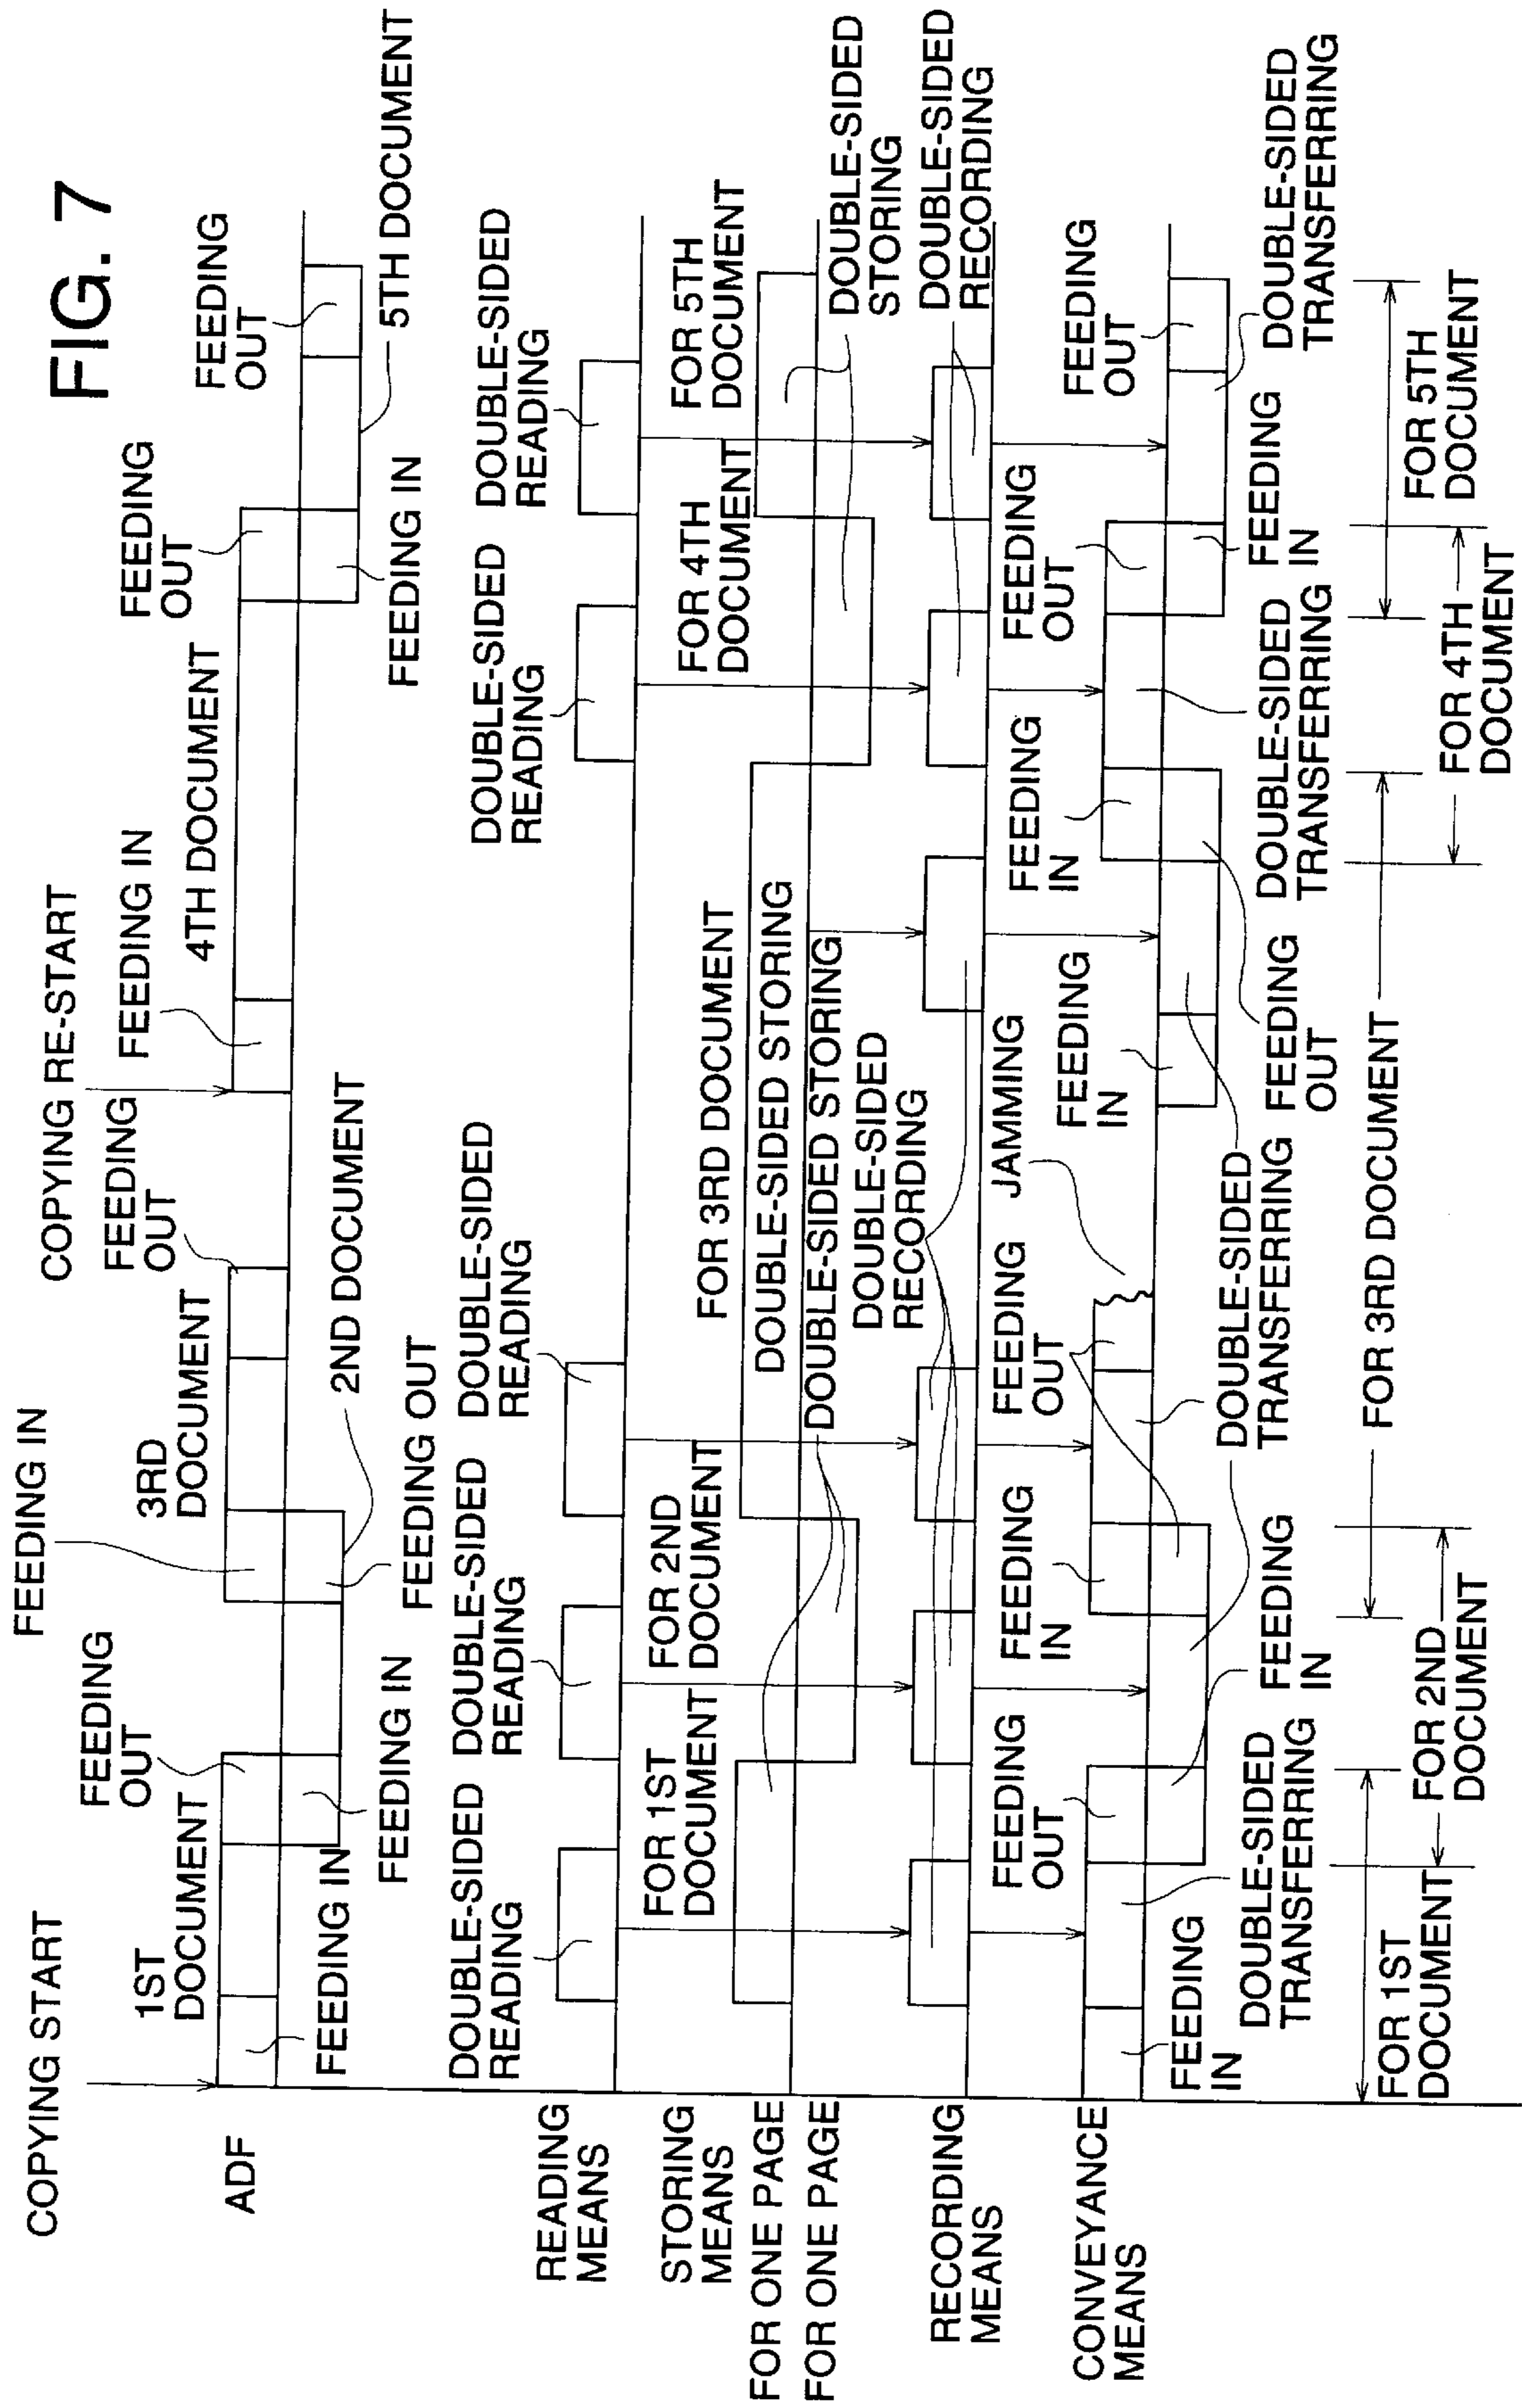 FIG. 7
COPYING START
COPYING RE-START
FEEDING IN
FEEDING
OUT
1ST
DOCUMENT
FEEDING
OUT
3RD
DOCUMENT
FEEDING
OUT
FEEDING IN
4TH DOCUMENT
FEEDING
OUT
FEEDING
OUT
ADF
FEEDING IN
FEEDING IN
FEEDING OUT
2ND DOCUMENT
FEEDING IN
5TH DOCUMENT
READING
MEANS
DOUBLE-SIDED
READING
DOUBLE-SIDED
READING
DOUBLE-SIDED
READING
DOUBLE-SIDED
READING
DOUBLE-SIDED
READING
STORING
MEANS
FOR ONE PAGE
FOR ONE PAGE
FOR 1ST
DOCUMENT
FOR 2ND
DOCUMENT
FOR 3RD DOCUMENT
FOR 4TH
DOCUMENT
FOR 5TH
DOCUMENT
DOUBLE-SIDED STORING
DOUBLE-SIDED STORING
DOUBLE-SIDED
STORING
RECORDING
MEANS
DOUBLE-SIDED
RECORDING
DOUBLE-SIDED
RECORDING
CONVEYANCE
MEANS
FEEDING
OUT
FEEDING
IN
FEEDING
OUT
JAMMING
FEEDING
IN
FEEDING
IN
FEEDING
OUT
FEEDING
OUT
FEEDING
IN
DOUBLE-SIDED
TRANSFERRING
FEEDING
IN
DOUBLE-SIDED
TRANSFERRING
FEEDING
OUT
DOUBLE-SIDED
TRANSFERRING
FEEDING
IN
DOUBLE-SIDED
TRANSFERRING
FOR 1ST
DOCUMENT
FOR 2ND
DOCUMENT
FOR 3RD DOCUMENT
FOR 4TH
DOCUMENT
FOR 5TH
DOCUMENT